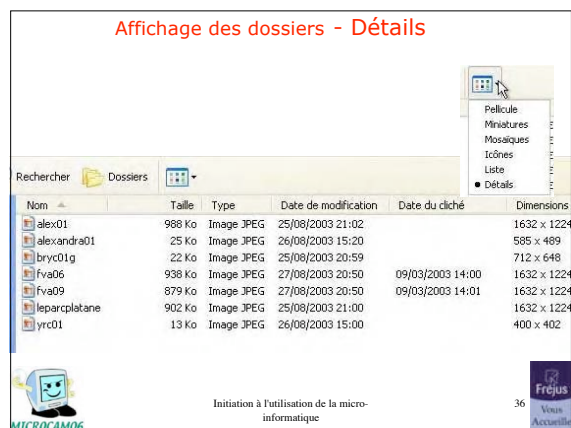 Affichage des dossiers - Détails
Pellicule
Miniatures
Mosaïques
Icônes
Liste
Détails
Rechercher Dossiers
Nom Taille Type Date de modification Date du cliché Dimensions
alex01 988 Ko Image JPEG 25/08/2003 21:02 1632 x 1224
alexandra01 25 Ko Image JPEG 26/08/2003 15:20 585 x 489
bryc01g 22 Ko Image JPEG 25/08/2003 20:59 712 x 648
fva06 938 Ko Image JPEG 27/08/2003 20:50 09/03/2003 14:00 1632 x 1224
fva09 879 Ko Image JPEG 27/08/2003 20:50 09/03/2003 14:01 1632 x 1224
leparcplatane 902 Ko Image JPEG 25/08/2003 21:00 1632 x 1224
yrc01 13 Ko Image JPEG 26/08/2003 15:00 400 x 402
MICROCAM06
Initiation à l'utilisation de la micro-
informatique
36
Fréjus
Vous
Accueille